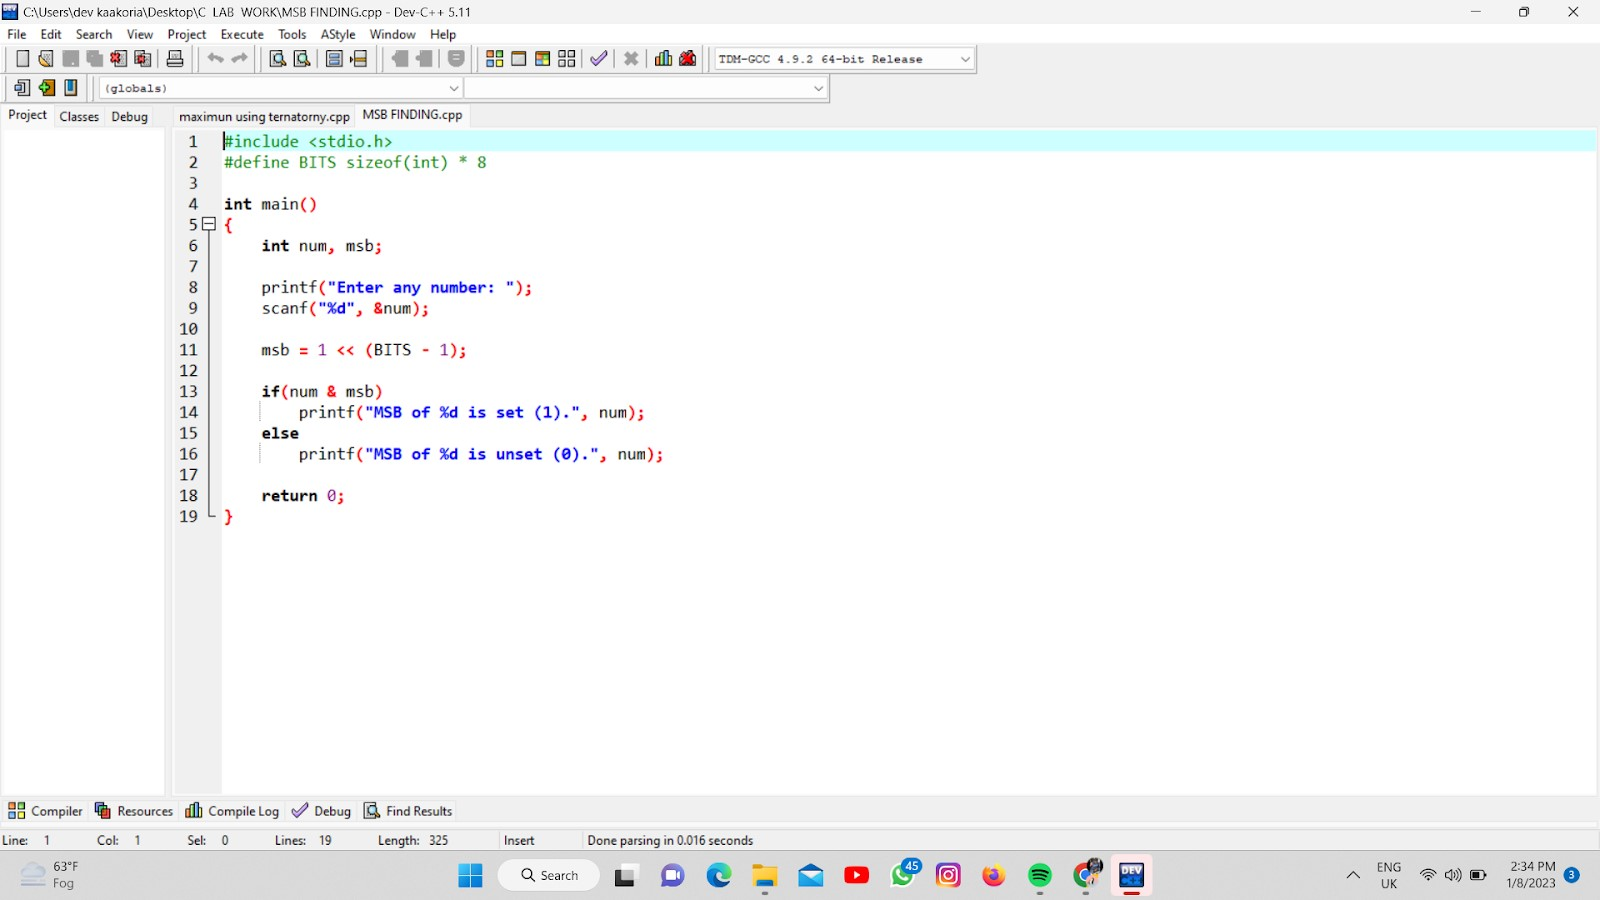 C:\Users\dev kaakoria\Desktop\C LAB WORK\MSB FINDING.cpp - Dev-C++ 5.11
File Edit Search View Project Execute Tools AStyle Window Help
TDM-GCC 4.9.2 64-bit Release
(globals)
Project Classes Debug maximun using ternatorny.cpp MSB FINDING.cpp
1 #include <stdio.h>
2 #define BITS sizeof(int) * 8
3
4 int main()
5 {
6 int num, msb;
7
8 printf("Enter any number: ");
9 scanf("%d", &num);
10
11 msb = 1 << (BITS - 1);
12
13 if(num & msb)
14 printf("MSB of %d is set (1).", num);
15 else
16 printf("MSB of %d is unset (0).", num);
17
18 return 0;
19 }
Compiler Resources Compile Log Debug Find Results
Line: 1 Col: 1 Sel: 0 Lines: 19 Length: 325 Insert Done parsing in 0.016 seconds
63°F
Fog
Search
45
DEV
ENG
UK
2:34 PM
1/8/2023
3